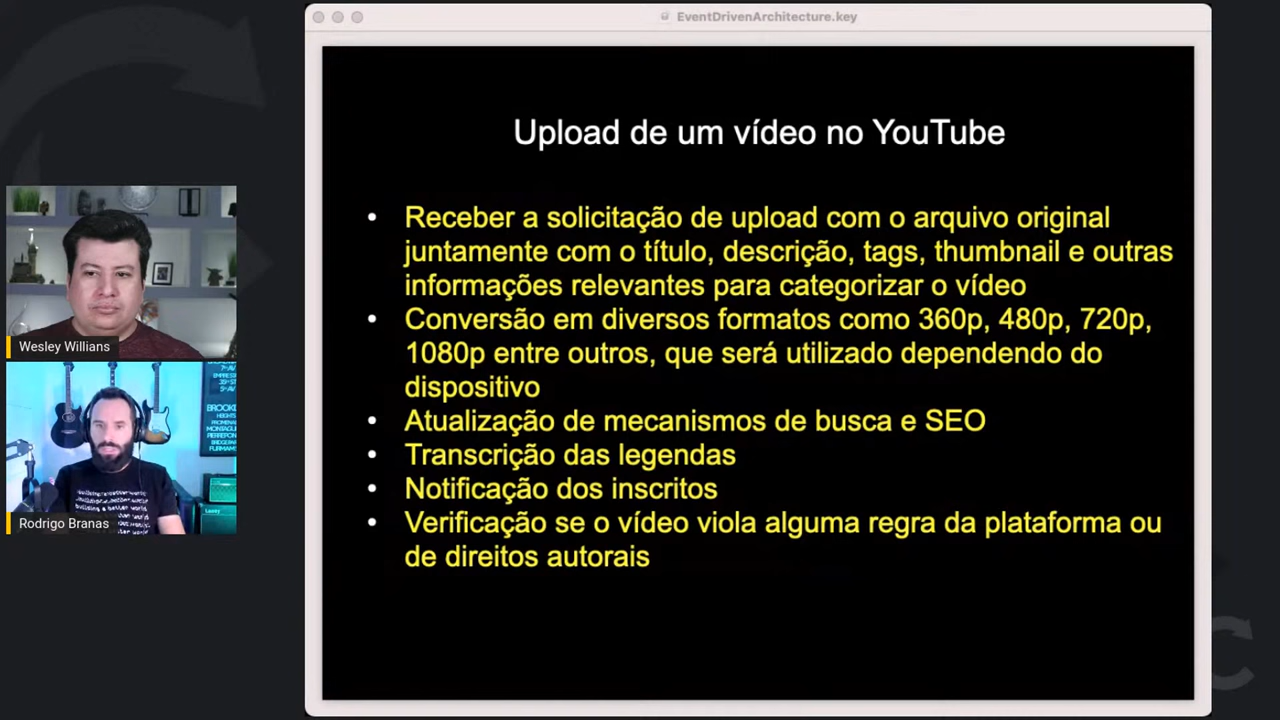 EventDrivenArchitecture.key
Upload de um vídeo no YouTube
• Receber a solicitação de upload com o arquivo original
juntamente com o título, descrição, tags, thumbnail e outras
informações relevantes para categorizar o vídeo
• Conversão em diversos formatos como 360p, 480p, 720p,
1080p entre outros, que será utilizado dependendo do
dispositivo
• Atualização de mecanismos de busca e SEO
• Transcrição das legendas
• Notificação dos inscritos
• Verificação se o vídeo viola alguma regra da plataforma ou
de direitos autorais
Wesley Willians
Rodrigo Branas